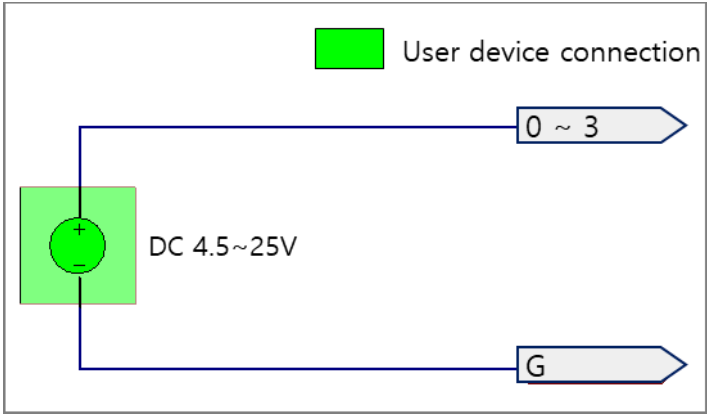 User device connection
0 ~ 3
+
DC 4.5~25V
−
G